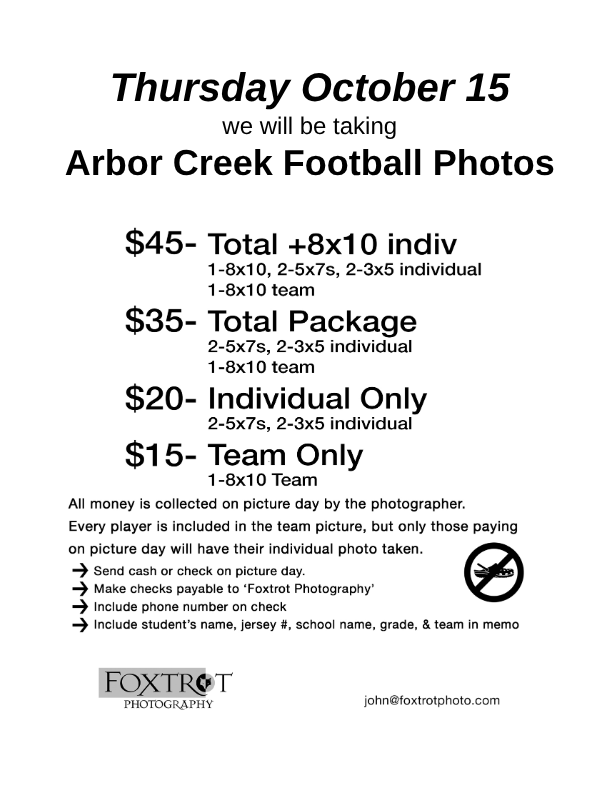 Thursday October 15
we will be taking
Arbor Creek Football Photos
$45- Total +8x10 indiv
1-8x10, 2-5x7s, 2-3x5 individual
1-8x10 team
$35- Total Package
2-5x7s, 2-3x5 individual
1-8x10 team
$20- Individual Only
2-5x7s, 2-3x5 individual
$15- Team Only
1-8x10 Team
All money is collected on picture day by the photographer.
Every player is included in the team picture, but only those paying
on picture day will have their individual photo taken.
→ Send cash or check on picture day.
→ Make checks payable to ‘Foxtrot Photography’
→ Include phone number on check
→ Include student’s name, jersey #, school name, grade, & team in memo
FOXTROT
PHOTOGRAPHY
john@foxtrotphoto.com